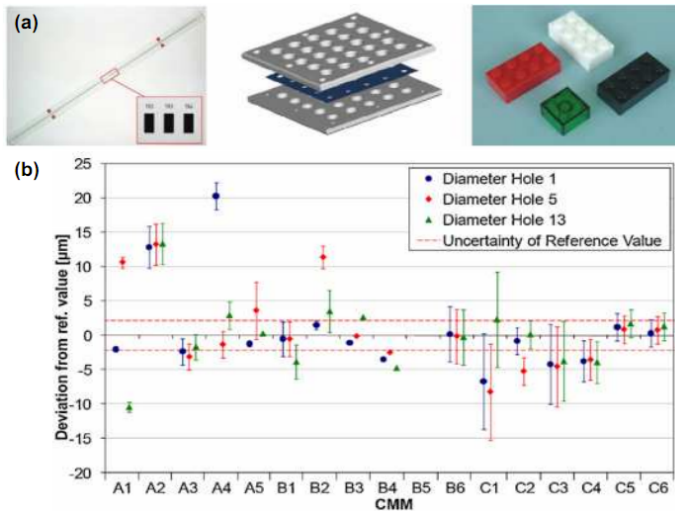 (a)
(b)
Diameter Hole 1
Diameter Hole 5
Diameter Hole 13
Uncertainty of Reference Value
Deviation from ref. value [µm]
25
20
15
10
5
0
-5
-10
-15
-20
A1 A2 A3 A4 A5 B1 B2 B3 B4 B5 B6 C1 C2 C3 C4 C5 C6
CMM